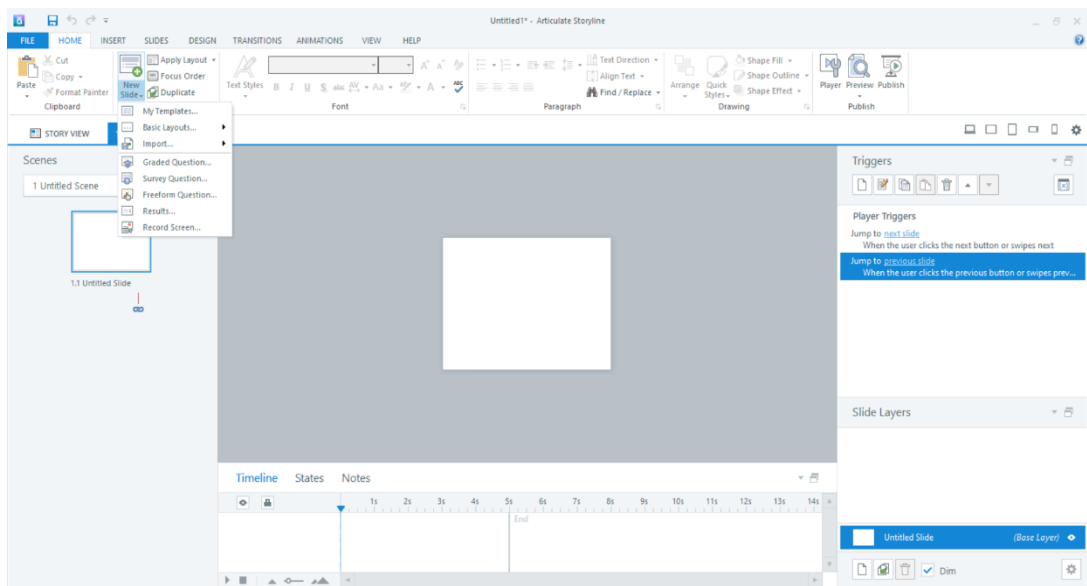 Untitled1* - Articulate Storyline
FILE HOME INSERT SLIDES DESIGN TRANSITIONS ANIMATIONS VIEW HELP
Paste
Cut
Copy
Format Painter
Clipboard
New Slide
Apply Layout
Focus Order
Duplicate
Text Styles
B I U S abc AV Aa A ABC
Font
Text Direction
Align Text
Find / Replace
Paragraph
Arrange
Quick Styles
Shape Fill
Shape Outline
Shape Effect
Drawing
Player Preview Publish
Publish
My Templates...
Basic Layouts...
Import...
Graded Question...
Survey Question...
Freeform Question...
Results...
Record Screen...
STORY VIEW
Scenes
1 Untitled Scene
1.1 Untitled Slide
Triggers
Player Triggers
Jump to next slide
When the user clicks the next button or swipes next
Jump to previous slide
When the user clicks the previous button or swipes prev...
Slide Layers
Timeline States Notes
1s 2s 3s 4s 5s 6s 7s 8s 9s 10s 11s 12s 13s 14s
End
Untitled Slide (Base Layer)
Dim